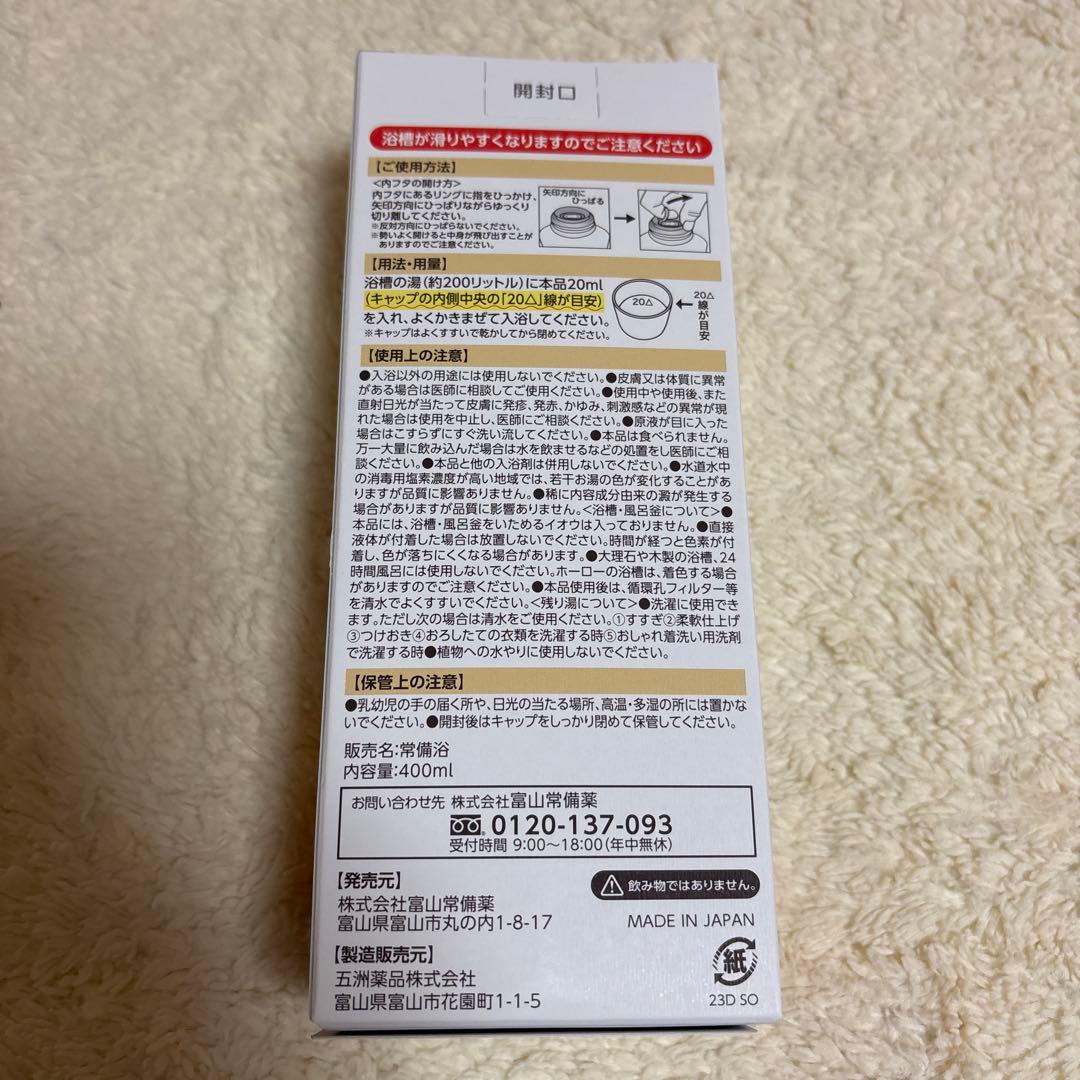 開封口
浴槽が滑りやすくなりますのでご注意ください
【ご使用方法】
<内フタの開け方>
内フタにあるリングに指をひっかけ、
矢印方向にひっぱりながらゆっくり
切り離してください。
※反対方向にひっぱらないでください。
※勢いよく開けると中身が飛び出すことが
ありますのでご注意ください。
矢印方向に
ひっぱる
【用法・用量】
浴槽の湯(約200リットル)に本品20ml
(キャップの内側中央の「20△」線が目安)
を入れ、よくかきまぜて入浴してください。
※キャップはよくすすいで乾かしてから閉めてください。
20△
20△線が目安
【使用上の注意】
●入浴以外の用途には使用しないでください。●皮膚又は体質に異常
がある場合は医師に相談してご使用ください。●使用中や使用後、また
直射日光が当たって皮膚に発疹、発赤、かゆみ、刺激感などの異常が現
れた場合は使用を中止し、医師にご相談ください。●原液が目に入った
場合はこすらずにすぐ洗い流してください。●本品は食べられません。
万一大量に飲み込んだ場合は水を飲ませるなどの処置をし医師にご相
談ください。●本品と他の入浴剤は併用しないでください。●水道水中
の消毒用塩素濃度が高い地域では、若干お湯の色が変化することがあ
りますが品質に影響ありません。●稀に内容成分由来の澱が発生する
場合がありますが品質に影響ありません。<浴槽・風呂釜について>●
本品には、浴槽・風呂釜をいためるイオウは入っておりません。●直接
液体が付着した場合は放置しないでください。時間が経つと色素が付
着し、色が落ちにくくなる場合があります。●大理石や木製の浴槽、24
時間風呂には使用しないでください。ホーローの浴槽は、着色する場合
がありますのでご注意ください。●本品使用後は、循環孔フィルター等
を清水でよくすすいでください。<残り湯について>●洗濯に使用でき
ます。ただし次の場合は清水をご使用ください。①すすぎ②柔軟仕上げ
③つけおき④おろしたての衣類を洗濯する時⑤おしゃれ着洗い用洗剤
で洗濯する時●植物への水やりに使用しないでください。
【保管上の注意】
●乳幼児の手の届く所や、日光の当たる場所、高温・多湿の所には置かな
いでください。●開封後はキャップをしっかり閉めて保管してください。
販売名:常備浴
内容量:400ml
お問い合わせ先 株式会社富山常備薬
0120-137-093
受付時間 9:00〜18:00(年中無休)
【発売元】
株式会社富山常備薬
富山県富山市丸の内1-8-17
飲み物ではありません。
MADE IN JAPAN
【製造販売元】
五洲薬品株式会社
富山県富山市花園町1-1-5
紙
23D SO